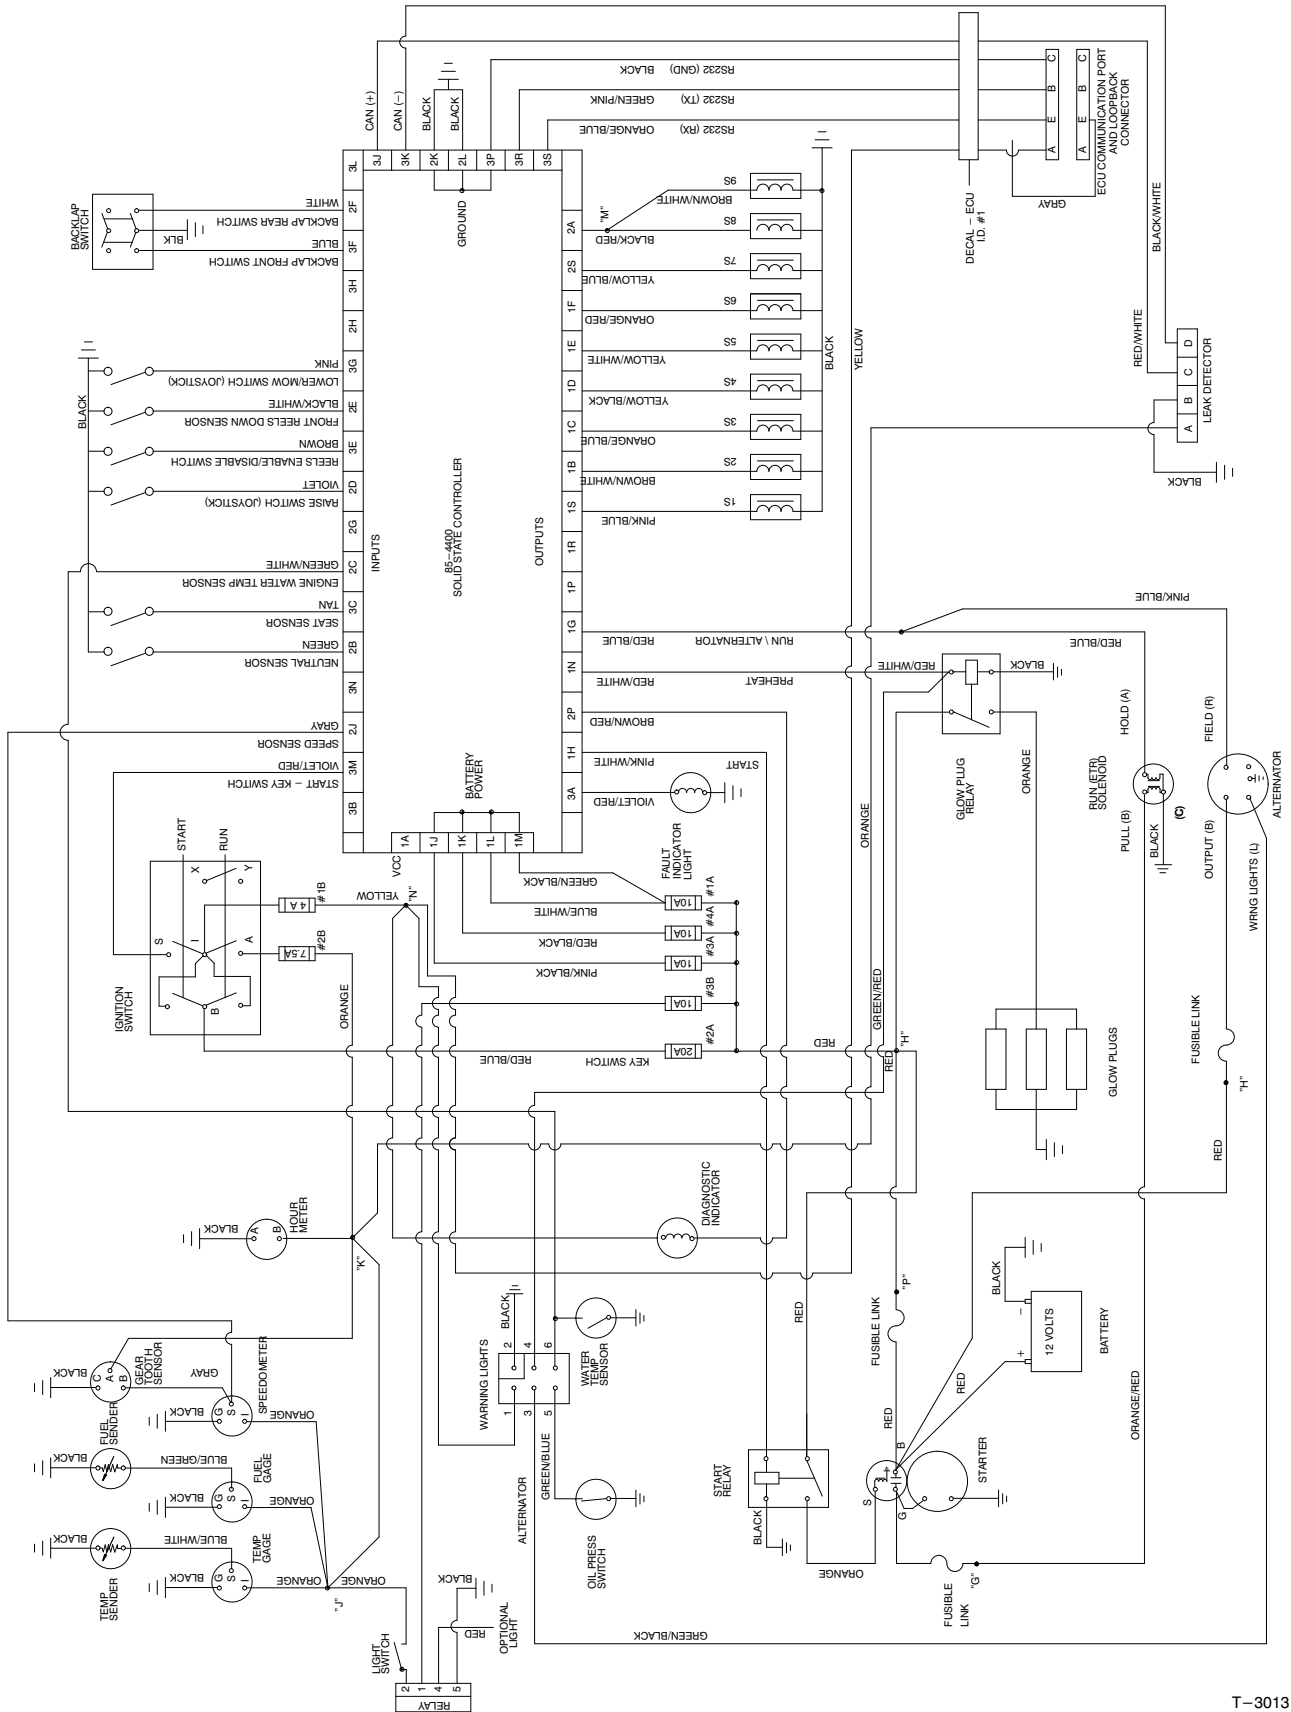 CAN (+)
CAN (−)
BLACK
BLACK
BLACK
RS232 (GND)
GREEN/PINK
RS232 (TX)
ORANGE/BLUE
RS232 (RX)
C
B
E
A
C
B
E
A
ECU COMMUNICATION PORT
AND LOOPBACK
CONNECTOR
GRAY
DECAL − ECU
I.D. #1
3L
3J
3K
2K
2L
3P
3R
3S
GROUND
BACKLAP
SWITCH
WHITE
BACKLAP REAR SWITCH
BLK
BLUE
BACKLAP FRONT SWITCH
2F
3F
3H
2H
3G
2E
3E
2D
2G
2C
3C
2B
3N
2J
3M
3B
INPUTS
85−4400
SOLID STATE CONTROLLER
OUTPUTS
BLACK
PINK
LOWER/MOW SWITCH (JOYSTICK)
BLACK/WHITE
FRONT REELS DOWN SENSOR
BROWN
REELS ENABLE/DISABLE SWITCH
VIOLET
RAISE SWITCH (JOYSTICK)
GREEN/WHITE
ENGINE WATER TEMP SENSOR
TAN
SEAT SENSOR
GREEN
NEUTRAL SENSOR
GRAY
SPEED SENSOR
VIOLET/RED
START − KEY SWITCH
2A
2S
1F
1E
1D
1C
1B
1S
1R
1P
1G
1N
2P
1H
3A
"M"
BROWN/WHITE
9S
BLACK/RED
8S
YELLOW/BLUE
7S
ORANGE/RED
6S
YELLOW/WHITE
5S
YELLOW/BLACK
4S
ORANGE/BLUE
3S
BROWN/WHITE
2S
PINK/BLUE
1S
BLACK
YELLOW
ORANGE
BLACK/WHITE
RED/WHITE
D
C
B
A
LEAK DETECTOR
BLACK
RED/BLUE
RUN \ ALTERNATOR
PINK/BLUE
RED/BLUE
RED/WHITE
PREHEAT
RED/WHITE
BLACK
BROWN/RED
PINK/WHITE
START
VIOLET/RED
FAULT
INDICATOR
LIGHT
BATTERY
POWER
VCC
1A
1J
1K
1L
1M
GLOW PLUG
RELAY
ORANGE
HOLD (A)
RUN (ETR)
SOLENOID
PULL (B)
BLACK
(C)
FIELD (R)
OUTPUT (B)
ALTERNATOR
WRNG LIGHTS (L)
START
RUN
X
Y
S
I
A
B
IGNITION
SWITCH
4 A
#1B
YELLOW
7.5A
#2B
"N"
ORANGE
GREEN/BLACK
BLUE/WHITE
RED/BLACK
PINK/BLACK
10A
#1A
10A
#4A
10A
#3A
10A
#3B
20A
#2A
RED/BLUE
KEY SWITCH
RED
"H"
RED
GREEN/RED
GLOW PLUGS
FUSIBLE LINK
"H"
RED
BLACK
A
B
HOUR
METER
"K"
DIAGNOSTIC
INDICATOR
BLACK
C
A
B
GEAR
TOOTH
SENSOR
GRAY
SPEEDOMETER
BLACK
G
S
I
ORANGE
BLACK
FUEL
SENDER
BLUE/GREEN
FUEL
GAGE
BLACK
G
S
I
ORANGE
BLACK
TEMP
SENDER
BLUE/WHITE
TEMP
GAGE
BLACK
G
S
I
ORANGE
ORANGE
"J"
LIGHT
SWITCH
RELAY
2
1
4
5
BLACK
RED
OPTIONAL
LIGHT
WARNING LIGHTS
BLACK
2
4
6
1
3
5
WATER
TEMP
SENSOR
ALTERNATOR
GREEN/BLUE
OIL PRESS
SWITCH
GREEN/BLACK
START
RELAY
BLACK
ORANGE
RED
FUSIBLE LINK
"P"
RED
RED
BLACK
−
+
12 VOLTS
BATTERY
S
B
G
STARTER
ORANGE/RED
FUSIBLE
LINK
"G"
T−3013